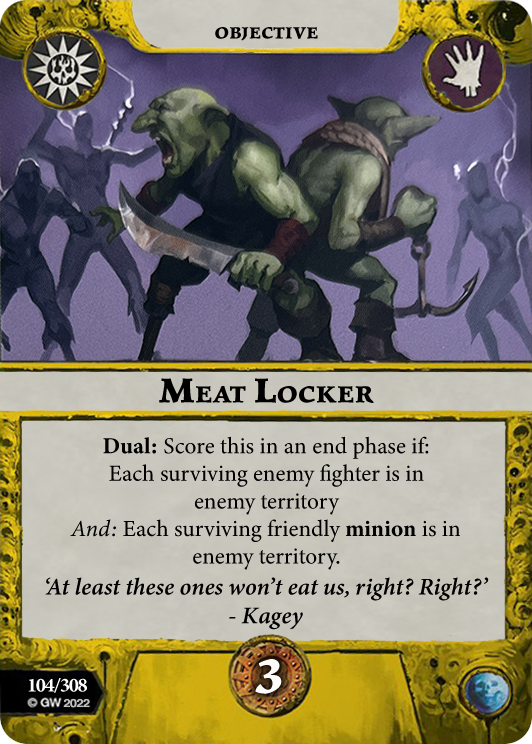 OBJECTIVE
MEAT LOCKER
Dual: Score this in an end phase if:
Each surviving enemy fighter is in
enemy territory
And: Each surviving friendly minion is in
enemy territory.
‘At least these ones won’t eat us, right? Right?’
- Kagey
3
104/308
© GW 2022